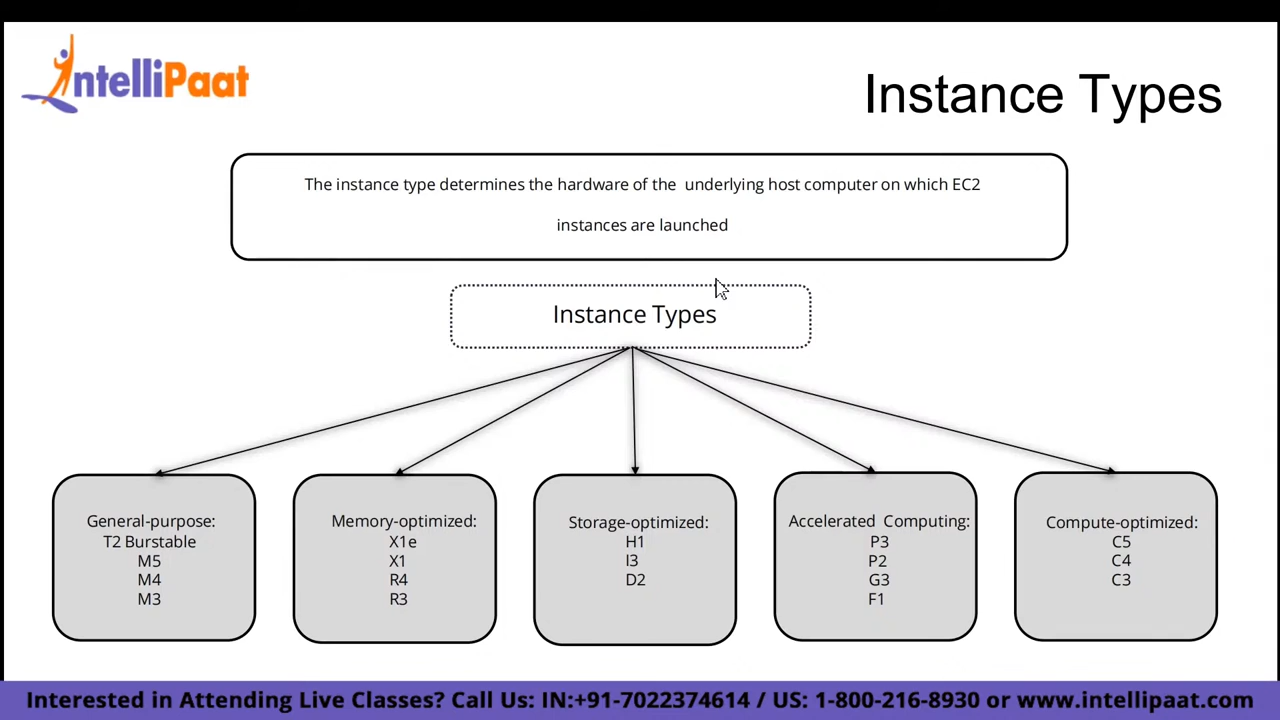 IntelliPaat
Instance Types
The instance type determines the hardware of the underlying host computer on which EC2
instances are launched
Instance Types
General-purpose:
T2 Burstable
M5
M4
M3
Memory-optimized:
X1e
X1
R4
R3
Storage-optimized:
H1
I3
D2
Accelerated Computing:
P3
P2
G3
F1
Compute-optimized:
C5
C4
C3
Interested in Attending Live Classes? Call Us: IN:+91-7022374614 / US: 1-800-216-8930 or www.intellipaat.com